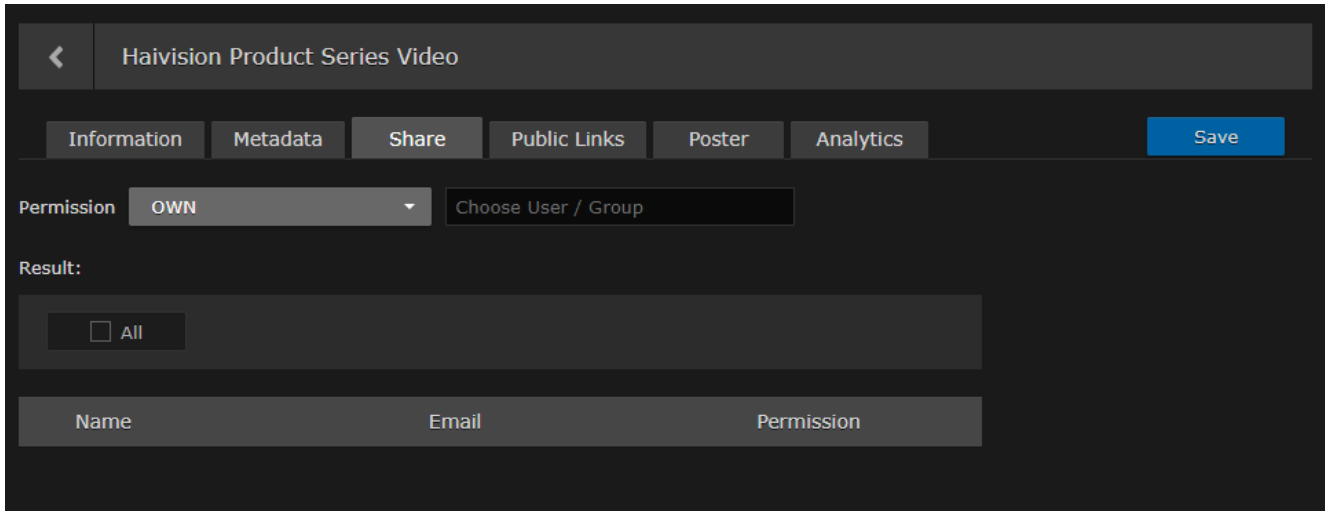 Haivision Product Series Video
Information Metadata Share Public Links Poster Analytics Save
Permission OWN Choose User / Group
Result:
All
Name Email Permission